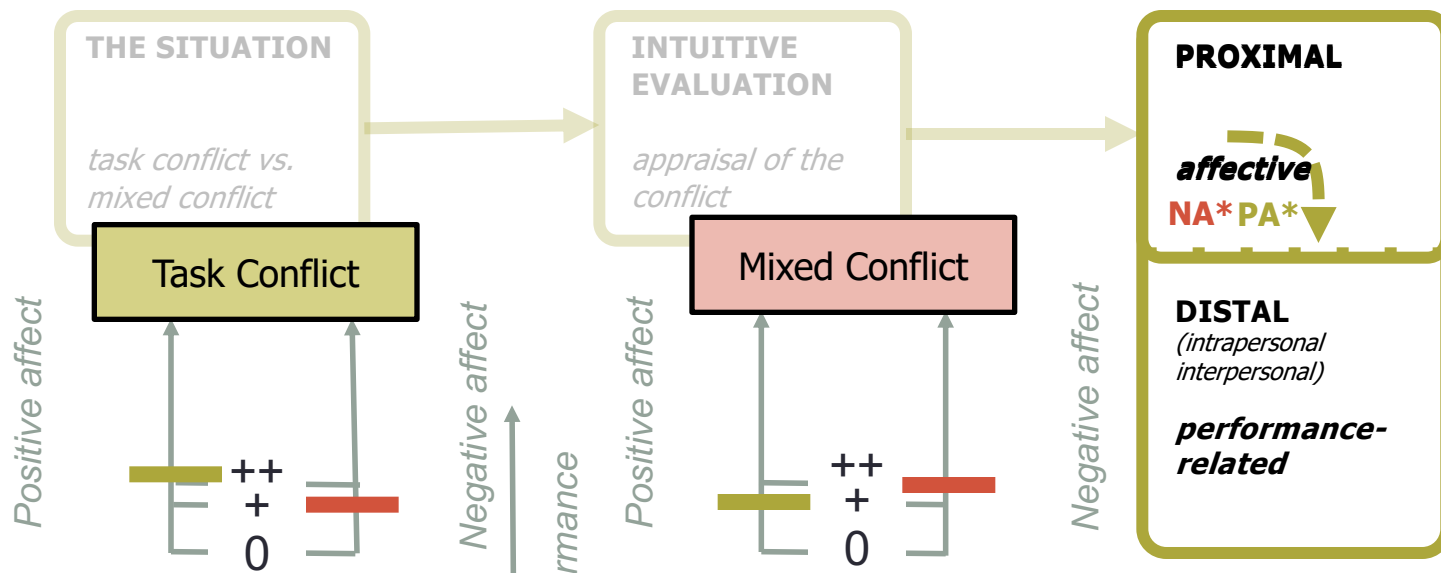 THE SITUATION
task conflict vs.
mixed conflict
INTUITIVE
EVALUATION
appraisal of the
conflict
PROXIMAL
affective
NA* PA*
DISTAL
(intrapersonal
interpersonal)
performance-
related
Task Conflict
Positive affect
Negative affect
++
+
0
rmance
Mixed Conflict
Positive affect
Negative affect
++
+
0